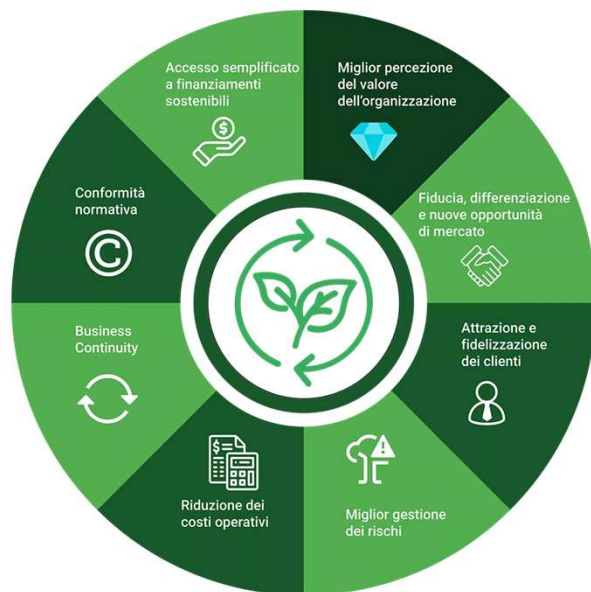 Accesso semplificato
a finanziamenti
sostenibili
Miglior percezione
del valore
dell'organizzazione
Fiducia, differenziazione
e nuove opportunità
di mercato
Attrazione e
fidelizzazione
dei clienti
Miglior gestione
dei rischi
Riduzione dei
costi operativi
Business
Continuity
Conformità
normativa